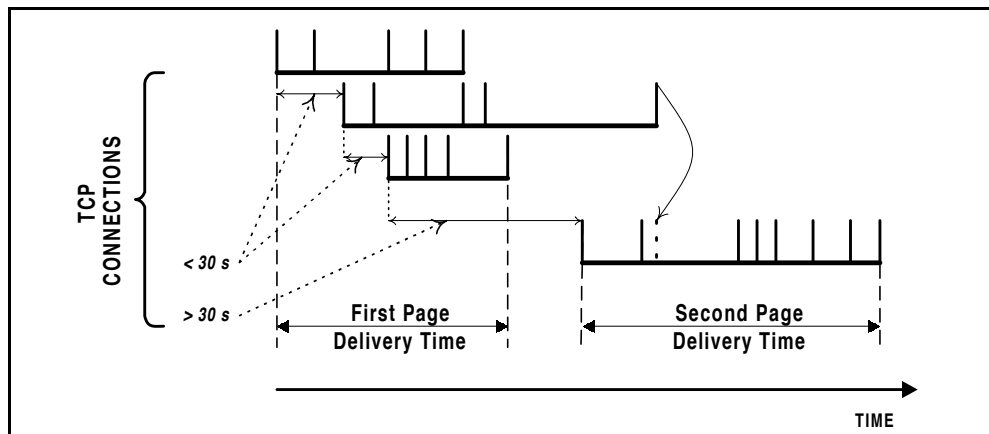 TCP
CONNECTIONS
< 30 s
> 30 s
First Page
Delivery Time
Second Page
Delivery Time
TIME